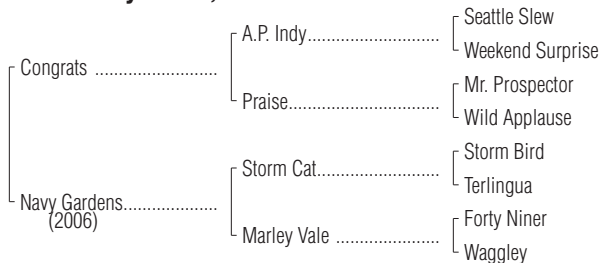 Congrats ..........................
A.P. Indy............................
Seattle Slew
Weekend Surprise
Praise................................
Mr. Prospector
Wild Applause
Navy Gardens....................
(2006)
Storm Cat..........................
Storm Bird
Terlingua
Marley Vale ......................
Forty Niner
Waggley